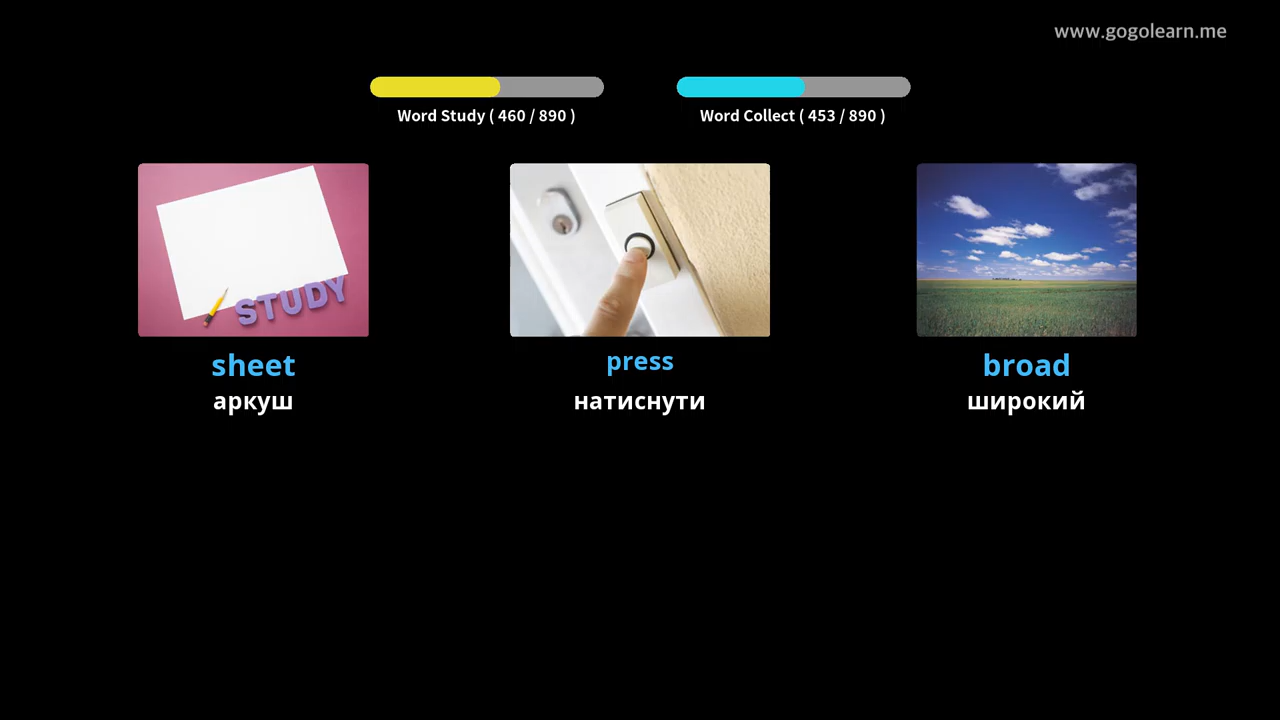 www.gogolearn.me
Word Study ( 460 / 890 )
Word Collect ( 453 / 890 )
STUDY
sheet
аркуш
press
натиснути
broad
широкий